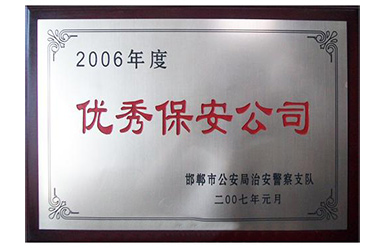 2006年度
优秀保安公司
邯郸市公安局治安警察支队
二00七年元月